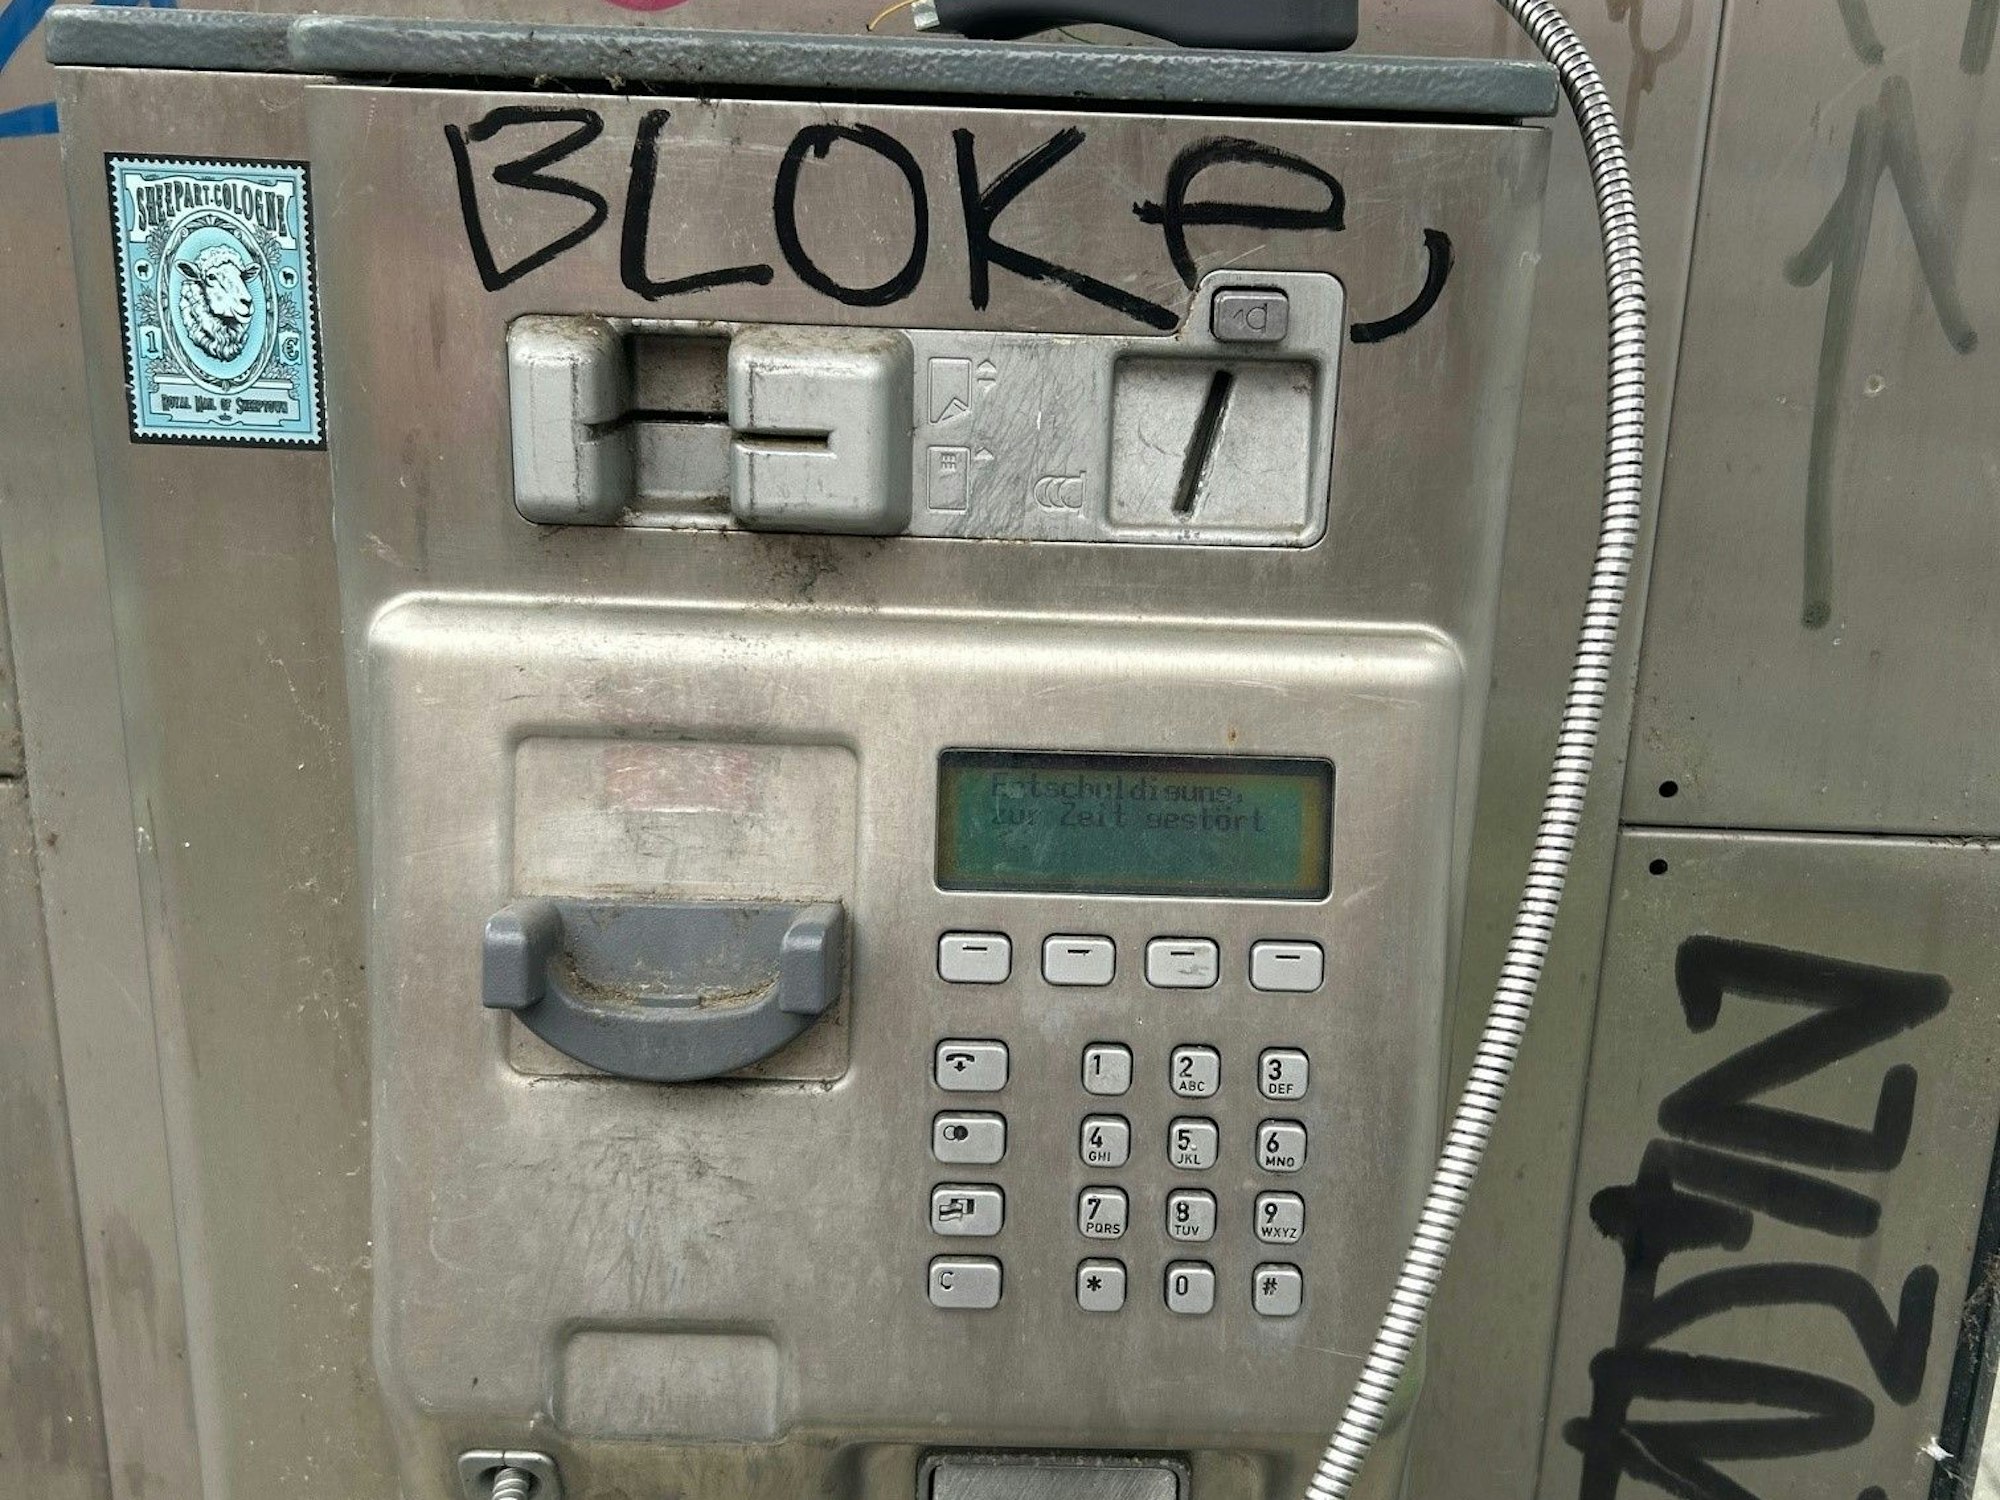 BLOKE,
SHEEPART-COLOGNE
1 €
ROYAL MAIL OF SHEEPTOWN
Entschuldigung,
Zur Zeit gestört
1
2 ABC
3 DEF
4 GHI
5 JKL
6 MNO
7 PQRS
8 TUV
9 WXYZ
C
*
0
#